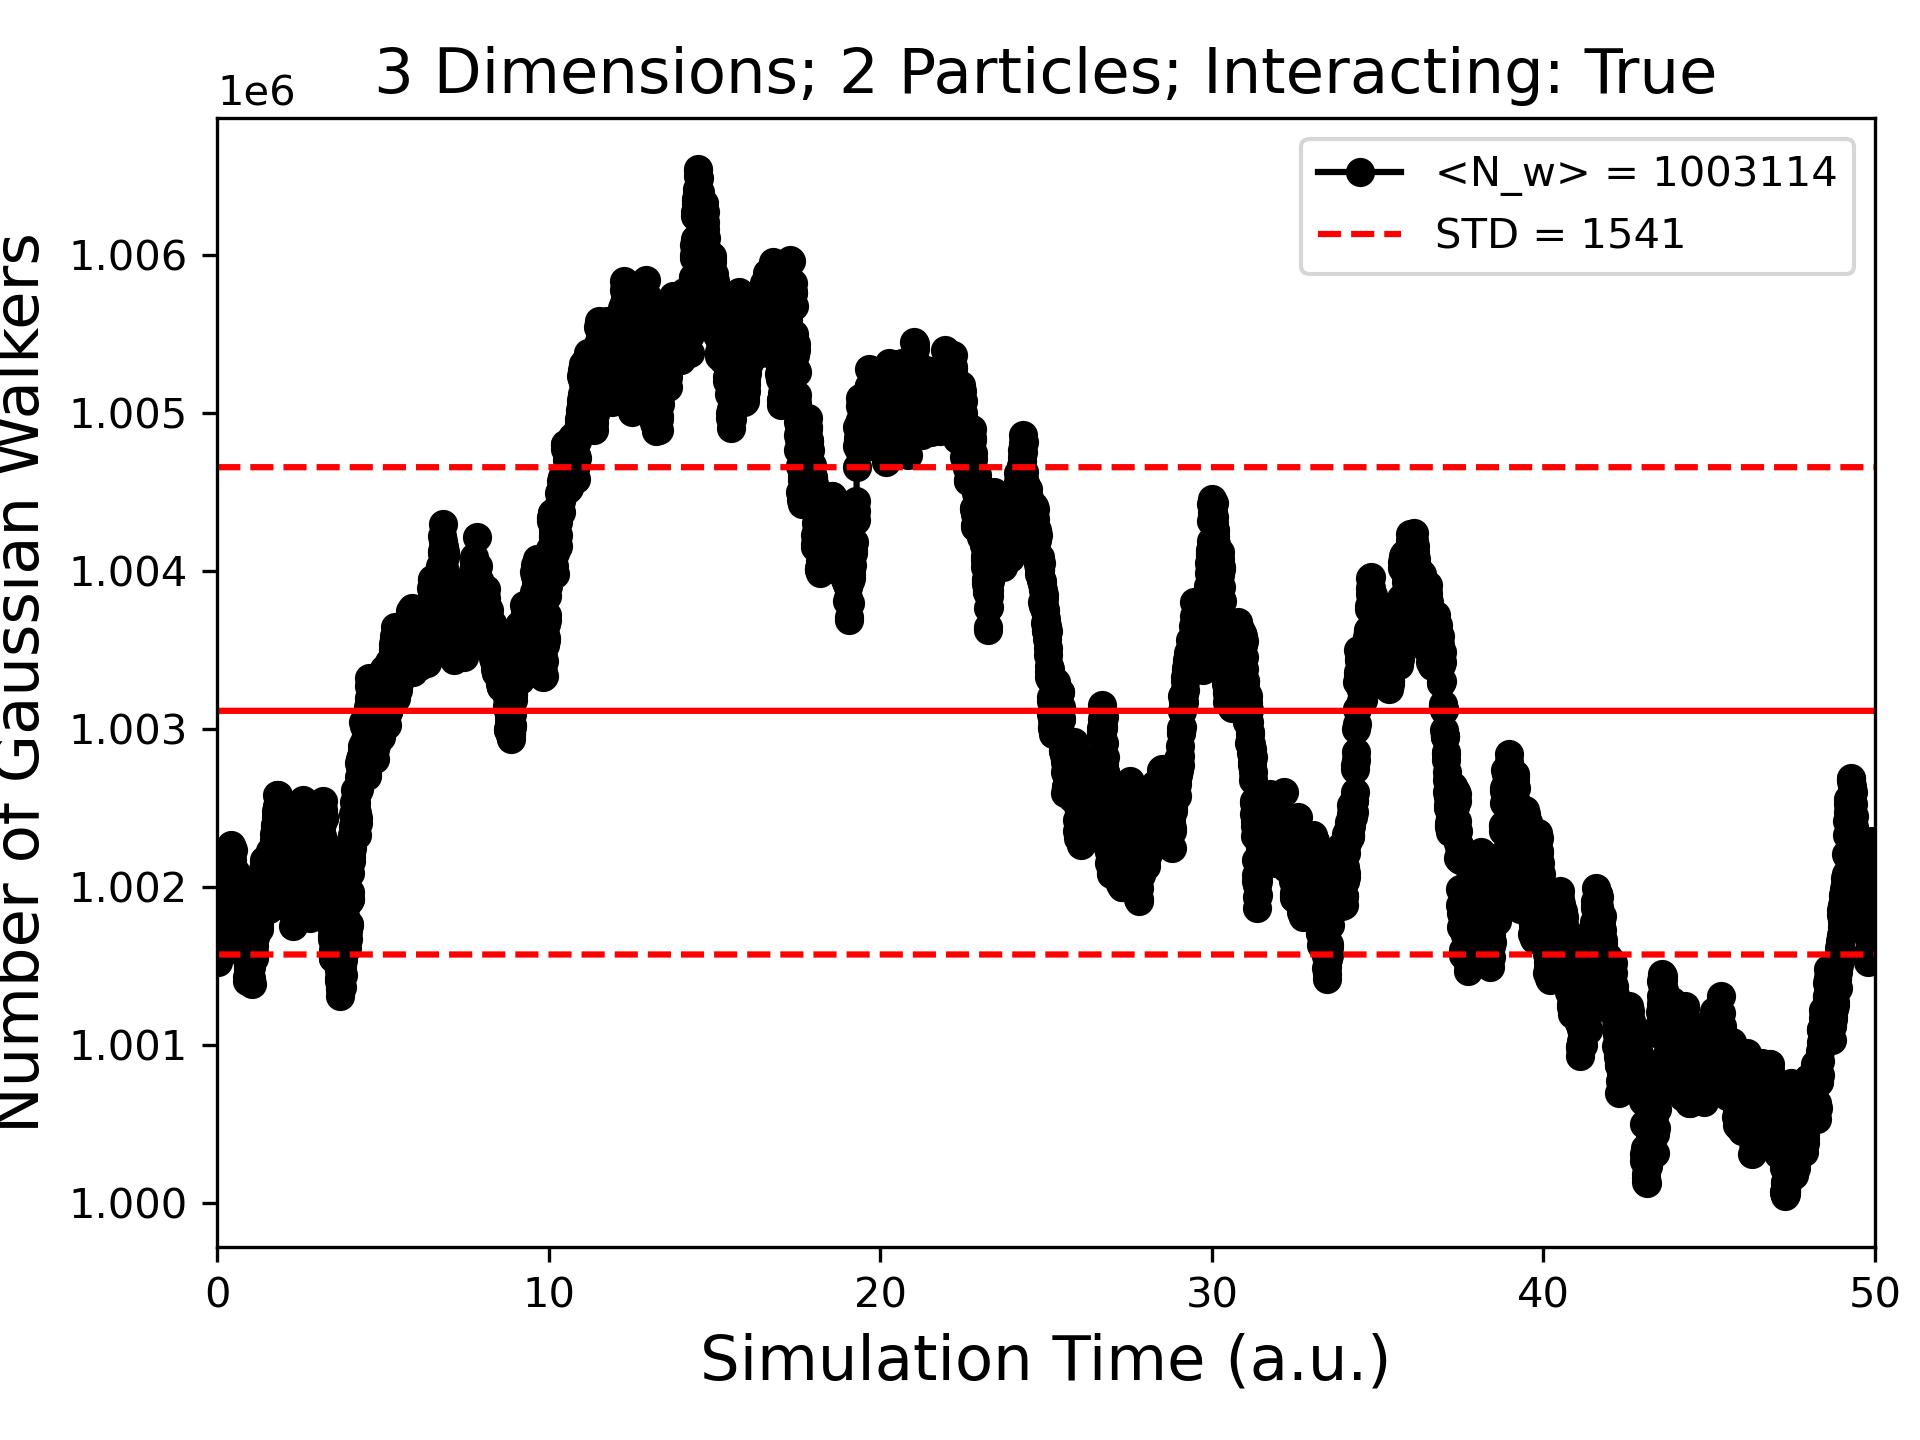 3 Dimensions; 2 Particles; Interacting: True
1e6
<N_w> = 1003114
STD = 1541
Number of Gaussian Walkers
1.006
1.005
1.004
1.003
1.002
1.001
1.000
0 10 20 30 40 50
Simulation Time (a.u.)